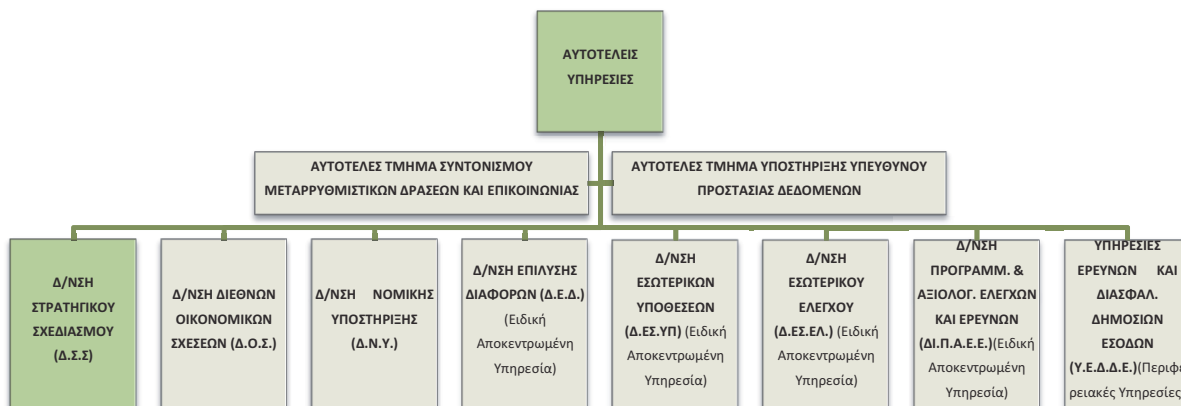 ΑΥΤΟΤΕΛΕΙΣ
ΥΠΗΡΕΣΙΕΣ
ΑΥΤΟΤΕΛΕΣ ΤΜΗΜΑ ΣΥΝΤΟΝΙΣΜΟΥ
ΜΕΤΑΡΡΥΘΜΙΣΤΙΚΩΝ ΔΡΑΣΕΩΝ ΚΑΙ ΕΠΙΚΟΙΝΩΝΙΑΣ
ΑΥΤΟΤΕΛΕΣ ΤΜΗΜΑ ΥΠΟΣΤΗΡΙΞΗΣ ΥΠΕΥΘΥΝΟΥ
ΠΡΟΣΤΑΣΙΑΣ ΔΕΔΟΜΕΝΩΝ
Δ/ΝΣΗ
ΣΤΡΑΤΗΓΙΚΟΥ
ΣΧΕΔΙΑΣΜΟΥ
(Δ.Σ.Σ)
Δ/ΝΣΗ ΔΙΕΘΝΩΝ
ΟΙΚΟΝΟΜΙΚΩΝ
ΣΧΕΣΕΩΝ (Δ.Ο.Σ.)
Δ/ΝΣΗ ΝΟΜΙΚΗΣ
ΥΠΟΣΤΗΡΙΞΗΣ
(Δ.Ν.Υ.)
Δ/ΝΣΗ ΕΠΙΛΥΣΗΣ
ΔΙΑΦΟΡΩΝ (Δ.Ε.Δ.)
(Ειδική
Αποκεντρωμένη
Υπηρεσία)
Δ/ΝΣΗ
ΕΣΩΤΕΡΙΚΩΝ
ΥΠΟΘΕΣΕΩΝ
(Δ.ΕΣ.ΥΠ) (Ειδική
Αποκεντρωμένη
Υπηρεσία)
Δ/ΝΣΗ
ΕΣΩΤΕΡΙΚΟΥ
ΕΛΕΓΧΟΥ
(Δ.ΕΣ.ΕΛ.) (Ειδική
Αποκεντρωμένη
Υπηρεσία)
Δ/ΝΣΗ
ΠΡΟΓΡΑΜΜ. &
ΑΞΙΟΛΟΓ. ΕΛΕΓΧΩΝ
ΚΑΙ ΕΡΕΥΝΩΝ
(ΔΙ.Π.Α.Ε.Ε.)(Ειδική
Αποκεντρωμένη
Υπηρεσία)
ΥΠΗΡΕΣΙΕΣ
ΕΡΕΥΝΩΝ ΚΑΙ
ΔΙΑΣΦΑΛ.
ΔΗΜΟΣΙΩΝ
ΕΣΟΔΩΝ
(Υ.Ε.Δ.Δ.Ε.)(Περιφε
ρειακές Υπηρεσίες